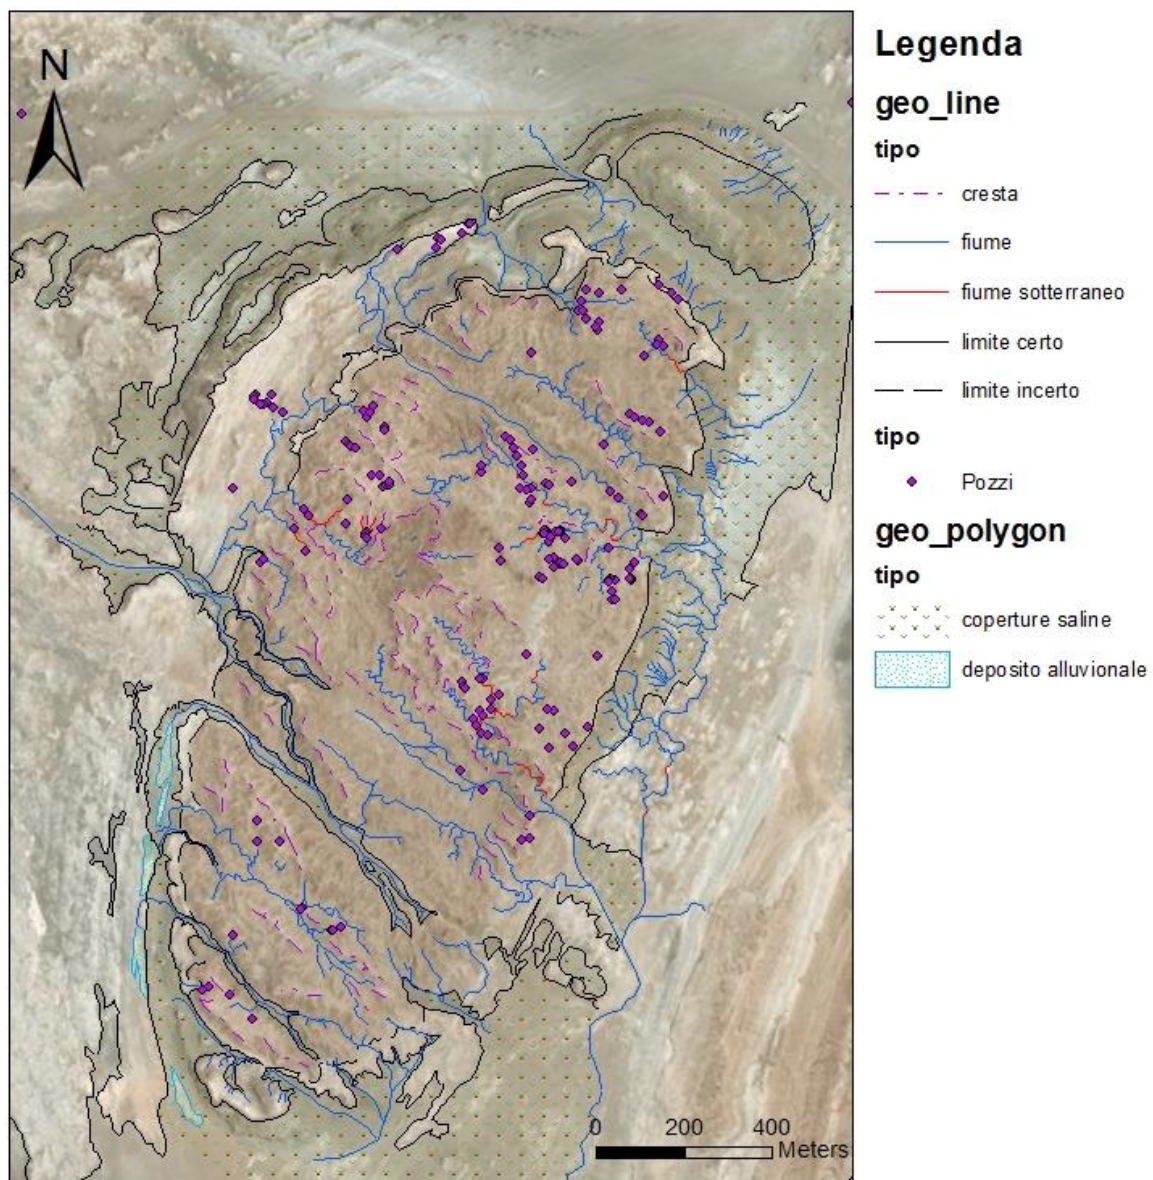 N
Legenda
geo_line
tipo
cresta
fiume
fiume sotterraneo
limite certo
limite incerto
tipo
Pozzi
geo_polygon
tipo
coperture saline
deposito alluvionale
0 200 400
Meters